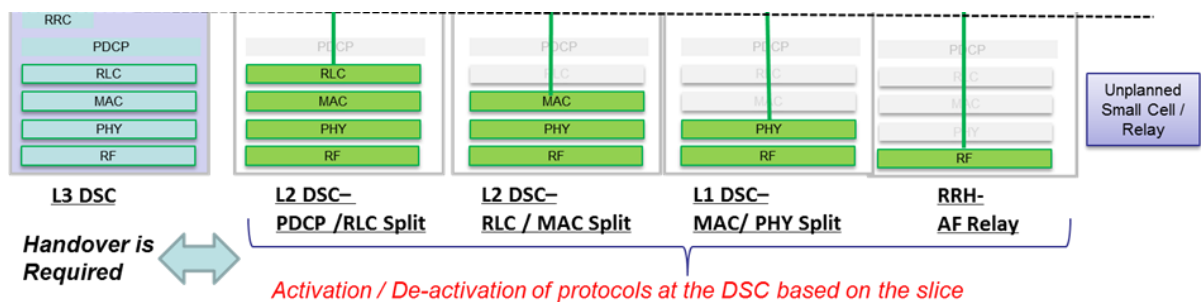 RRC
PDCP
RLC
MAC
PHY
RF
L3 DSC
PDCP
RLC
MAC
PHY
RF
L2 DSC–
PDCP /RLC Split
PDCP
RLC
MAC
PHY
RF
L2 DSC–
RLC / MAC Split
PDCP
RLC
MAC
PHY
RF
L1 DSC–
MAC/ PHY Split
PDCP
RLC
MAC
PHY
RF
RRH-
AF Relay
Unplanned
Small Cell /
Relay
Handover is
Required
Activation / De-activation of protocols at the DSC based on the slice